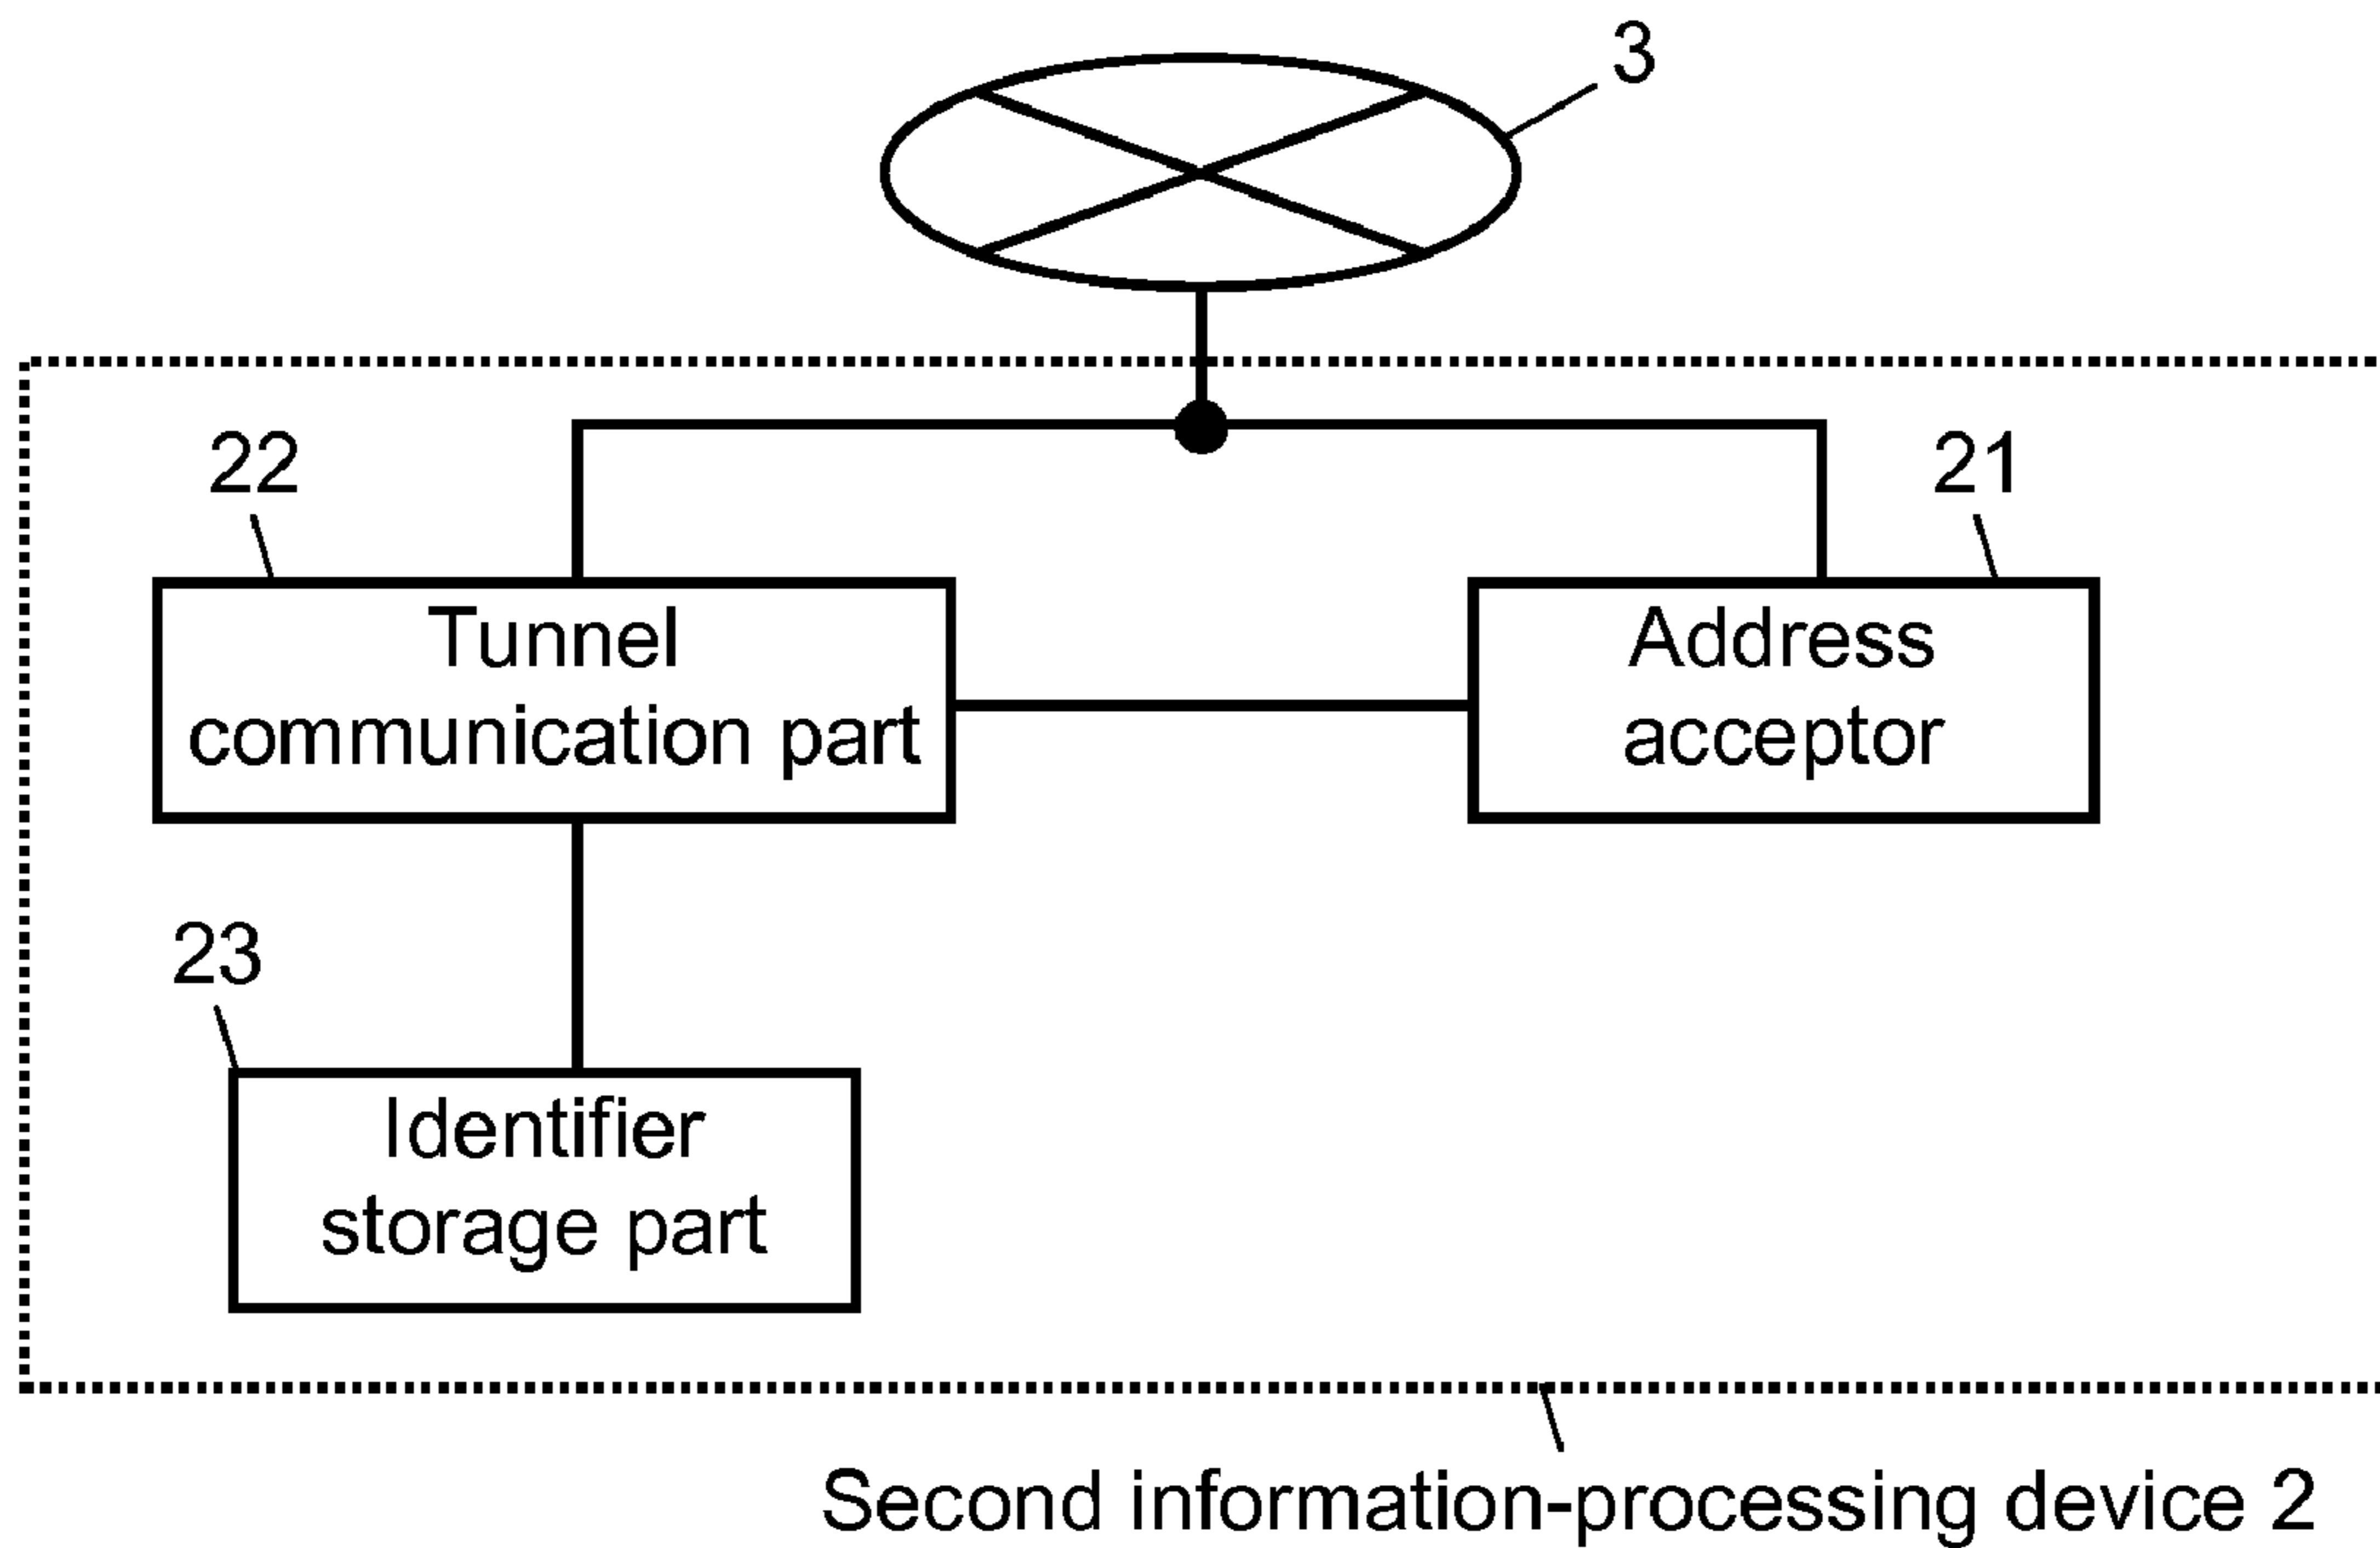 3
22
21
Tunnel
communication part
Address
acceptor
23
Identifier
storage part
Second information-processing device 2